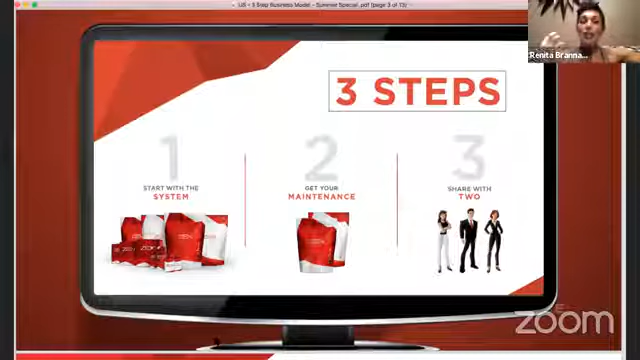 US - 3 Step Business Model - Summer Special .pdf (page 3 of 13)
Renita Branna...
3 STEPS
1
START WITH THE
SYSTEM
2
GET YOUR
MAINTENANCE
3
SHARE WITH
TWO
zoom